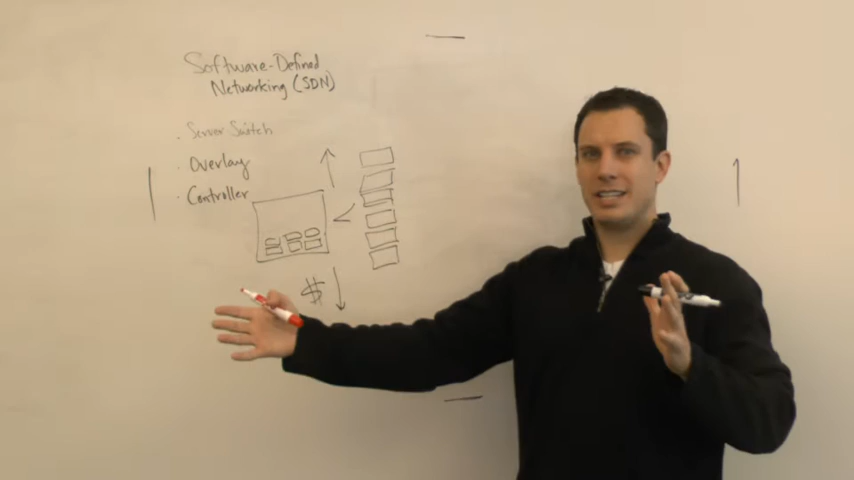 Software-Defined
Networking (SDN)
· Server Switch
· Overlay
· Controller
$